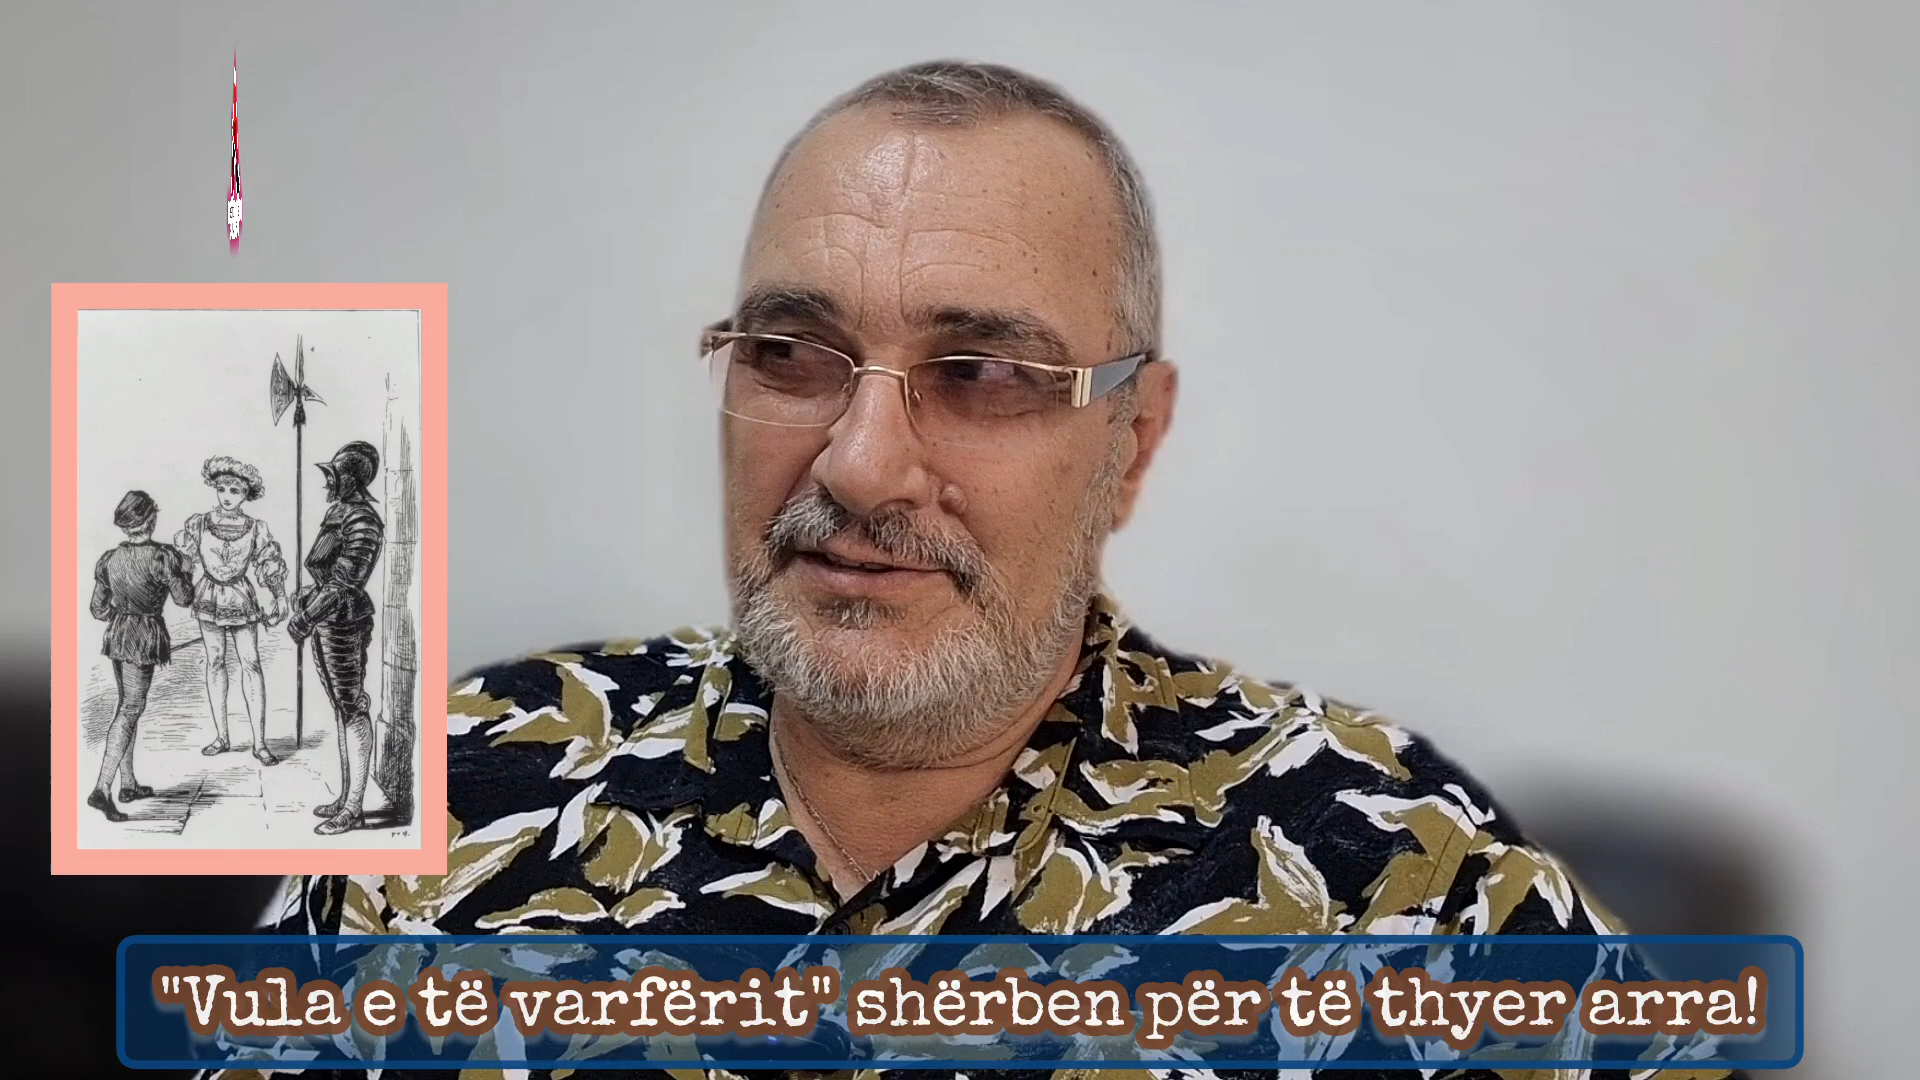 "Vula e të varfërit" shërben për të thyer arra!